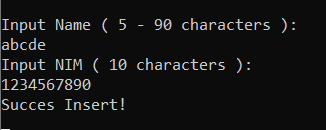 Input Name ( 5 - 90 characters ):
abcde
Input NIM ( 10 characters ):
1234567890
Succes Insert!